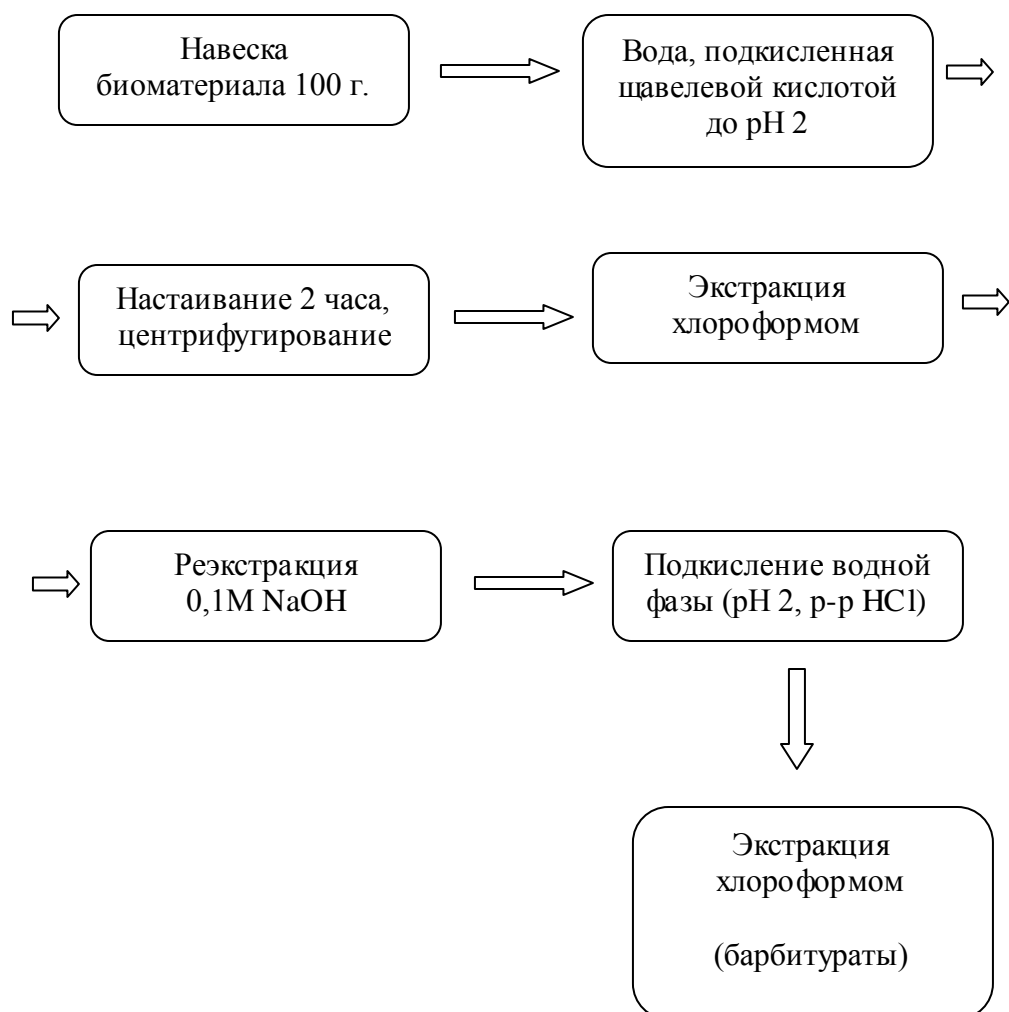 Навеска
биоматериала 100 г.
Вода, подкисленная
щавелевой кислотой
до pH 2
Настаивание 2 часа,
центрифугирование
Экстракция
хлороформом
Реэкстракция
0,1М NaOH
Подкисление водной
фазы (pH 2, р-р HCl)
Экстракция
хлороформом
(барбитураты)